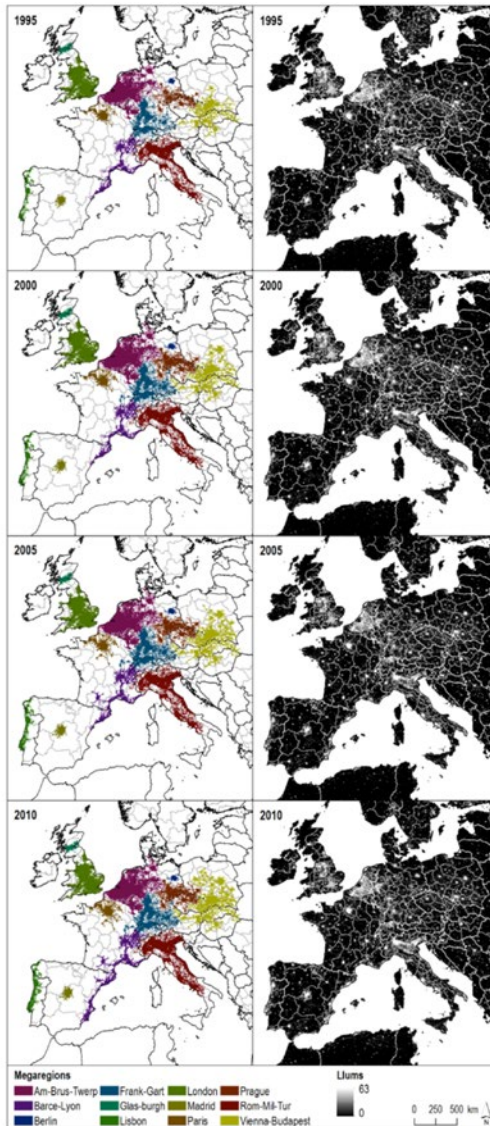 1995
1995
2000
2000
2005
2005
2010
2010
Megaregions
Am-Brus-Twerp
Frank-Gart
London
Prague
Barce-Lyon
Glas-burgh
Madrid
Rom-Mil-Tur
Berlin
Lisbon
Paris
Vienna-Budapest
Llums
63
0
0 250 500 km
N